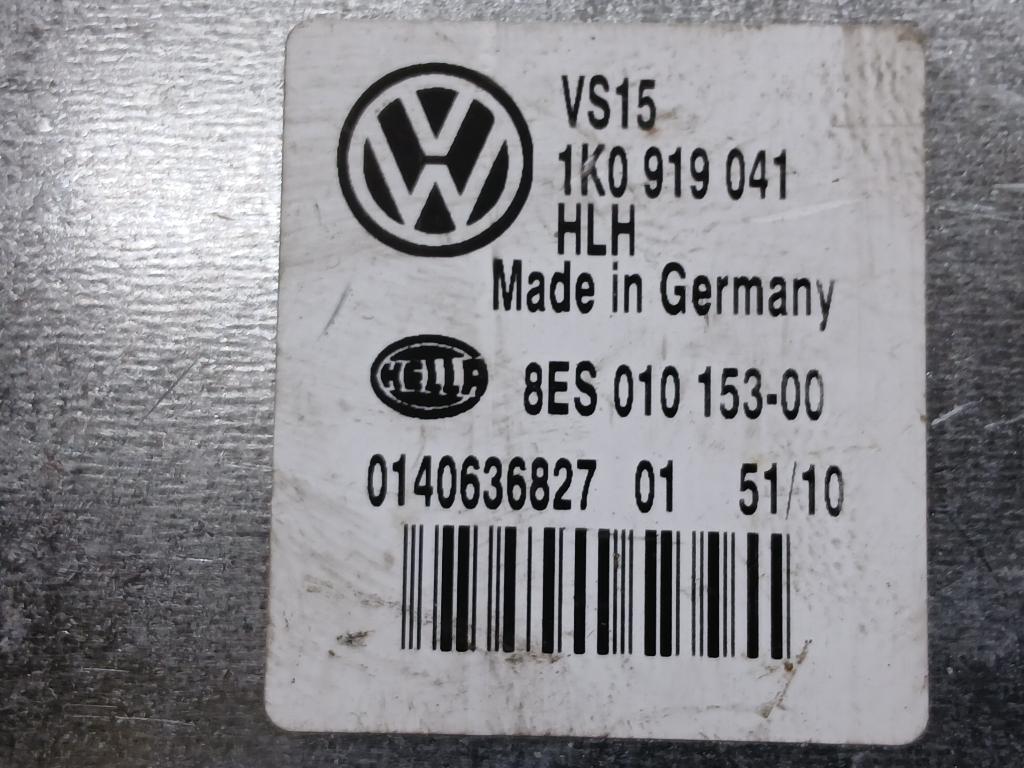 VS15
1K0 919 041
HLH
Made in Germany
HELLA 8ES 010 153-00
0140636827 01 51/10